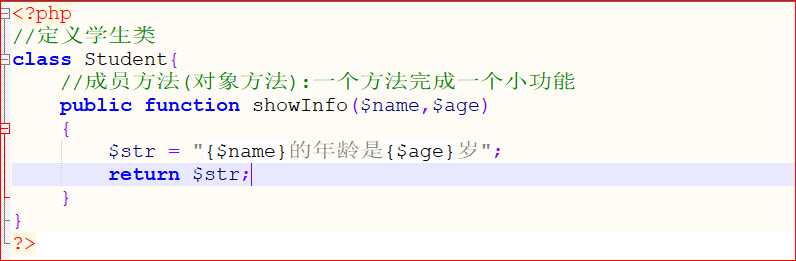 <?php
//定义学生类
class Student{
    //成员方法(对象方法):一个方法完成一个小功能
    public function showInfo($name,$age)
    {
        $str = "{$name}的年龄是{$age}岁";
        return $str;
    }
}
?>